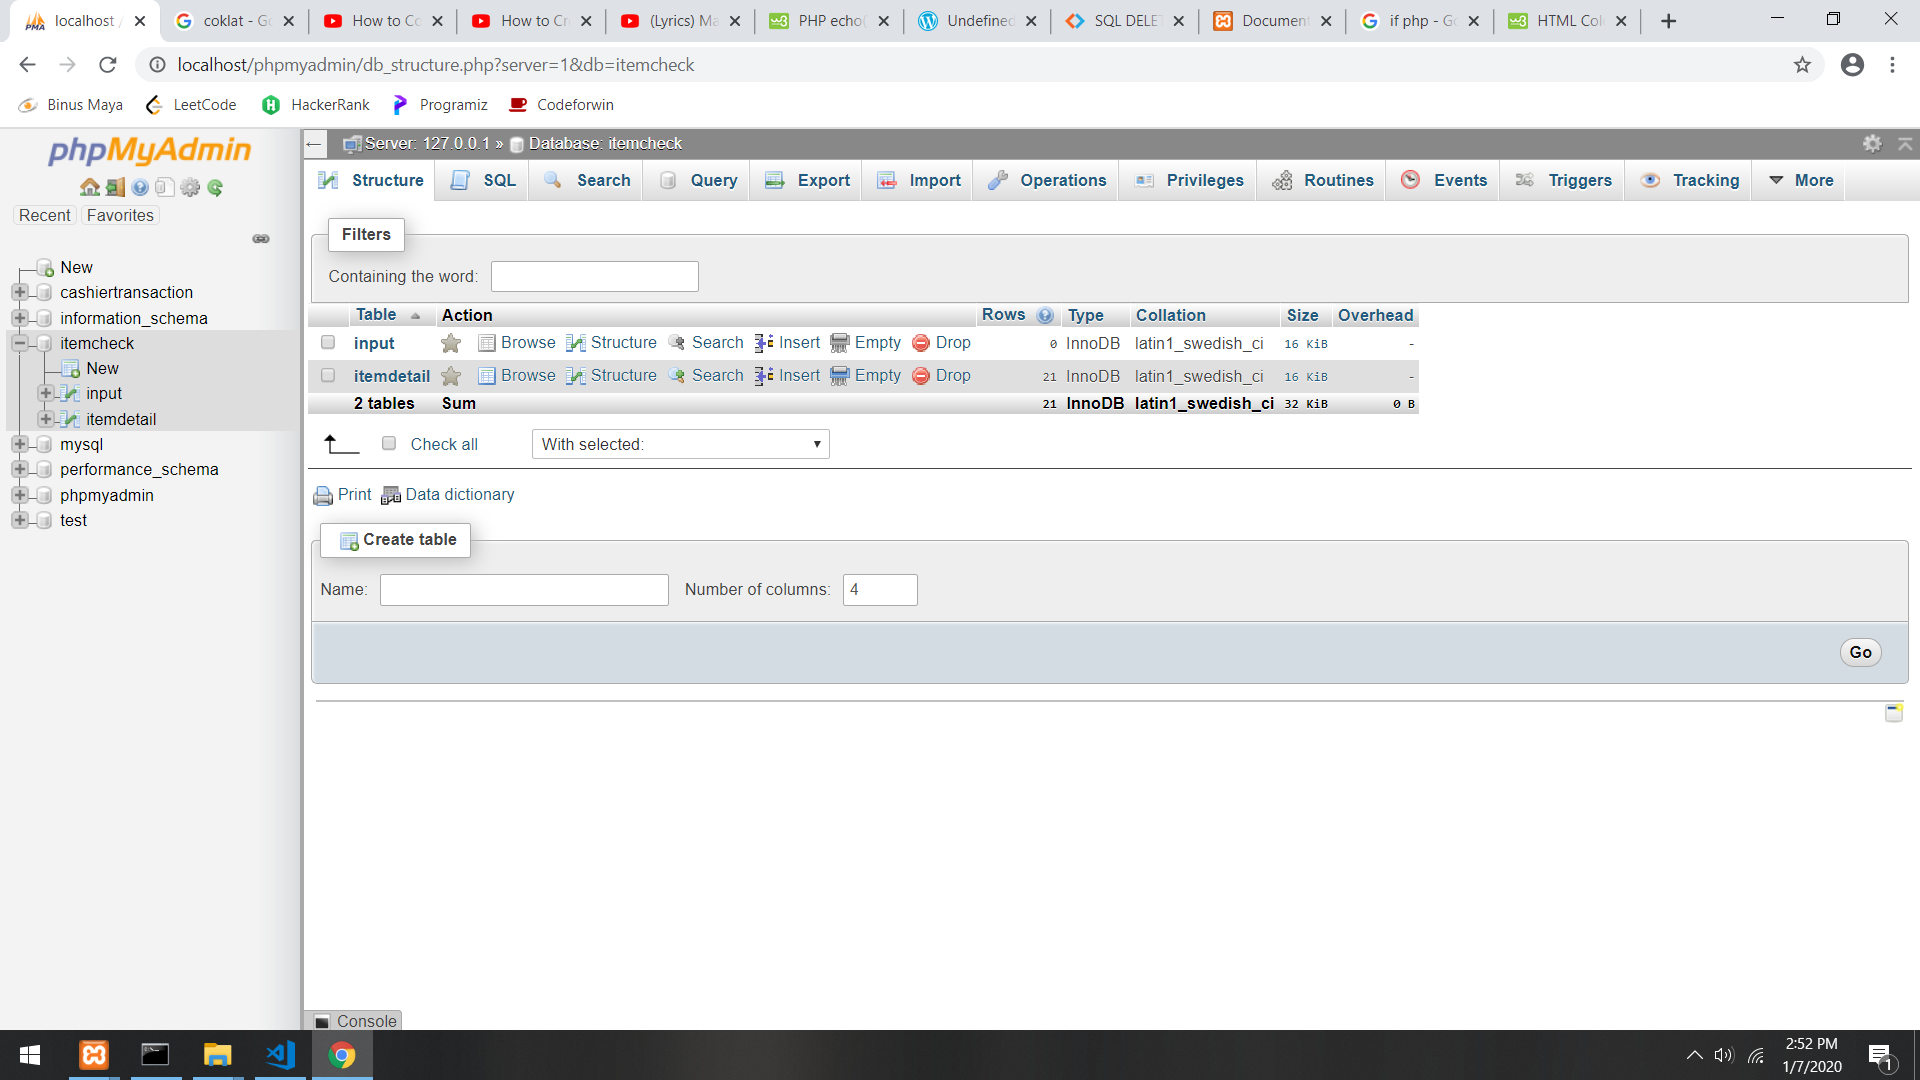 localhost /
coklat - Go
How to Co
How to Cr
(Lyrics) Ma
PHP echo(
Undefined
SQL DELET
Document
if php - Go
HTML Col
localhost/phpmyadmin/db_structure.php?server=1&db=itemcheck
Binus Maya
LeetCode
HackerRank
Programiz
Codeforwin
phpMyAdmin
Recent Favorites
New
cashiertransaction
information_schema
itemcheck
New
input
itemdetail
mysql
performance_schema
phpmyadmin
test
Server: 127.0.0.1 » Database: itemcheck
Structure SQL Search Query Export Import Operations Privileges Routines Events Triggers Tracking More
Filters
Containing the word:
Table Action Rows Type Collation Size Overhead
input Browse Structure Search Insert Empty Drop 0 InnoDB latin1_swedish_ci 16 KiB -
itemdetail Browse Structure Search Insert Empty Drop 21 InnoDB latin1_swedish_ci 16 KiB -
2 tables Sum 21 InnoDB latin1_swedish_ci 32 KiB 0 B
Check all With selected:
Print Data dictionary
Create table
Name: Number of columns: 4
Go
Console
2:52 PM
1/7/2020
1